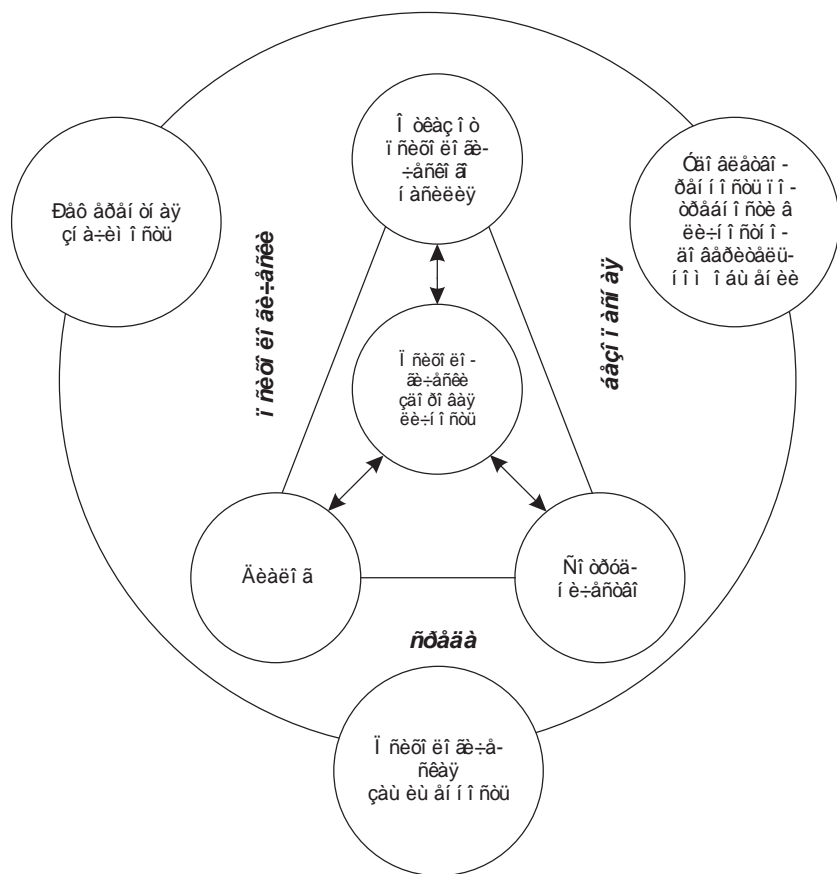 Î òêàç î ò
ï ñèõî ëî ãè-
÷åñêî ãî
í àñèëèÿ
Ðåô åðåí òí àÿ
çí à÷èì î ñòü
Óäî âëåòâî -
ðåí í î ñòü ï î -
òðåáí î ñòè â
ëè÷í î ñòí î -
äî âåðèòåëü-
í î ì î áù åí èè
ï ñèõî ëî ãè÷åñêè
áåçî ï àñí àÿ
Ï ñèõî ëî -
ãè÷åñêè
çäî ðî âàÿ
ëè÷í î ñòü
Äèàëî ã
Ñî òðóä-
í è÷åñòâî
ñðåäà
Ï ñèõî ëî ãè÷å-
ñêàÿ
çàù èù åí í î ñòü